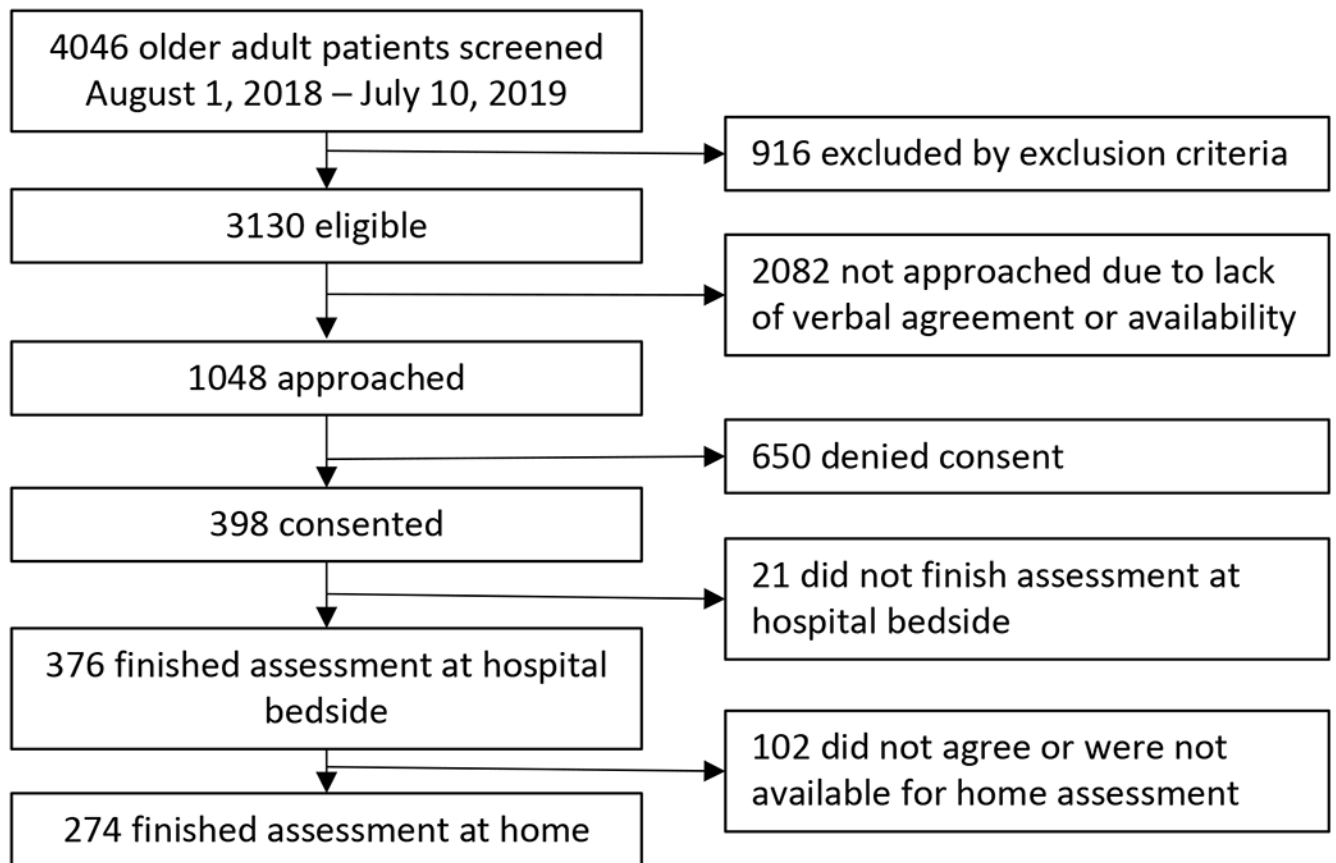 4046 older adult patients screened
August 1, 2018 – July 10, 2019
916 excluded by exclusion criteria
3130 eligible
2082 not approached due to lack
of verbal agreement or availability
1048 approached
650 denied consent
398 consented
21 did not finish assessment at
hospital bedside
376 finished assessment at hospital
bedside
102 did not agree or were not
available for home assessment
274 finished assessment at home